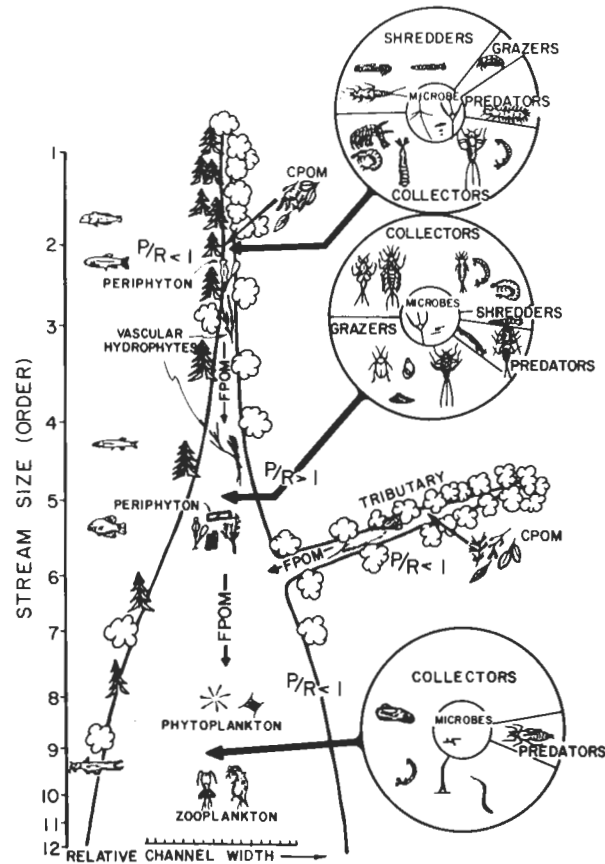 SHREDDERS
GRAZERS
MICROBE
PREDATORS
COLLECTORS
1
CPOM
2
P/R < 1
PERIPHYTON
COLLECTORS
MICROBES
SHREDDERS
GRAZERS
PREDATORS
3
VASCULAR
HYDROPHYTES
FPOM
4
P/R > 1
STREAM SIZE (ORDER)
5
PERIPHYTON
TRIBUTARY
CPOM
FPOM
P/R < 1
6
FPOM
7
P/R < 1
COLLECTORS
8
PHYTOPLANKTON
MICROBES
PREDATORS
9
10
ZOOPLANKTON
11
12
RELATIVE CHANNEL WIDTH